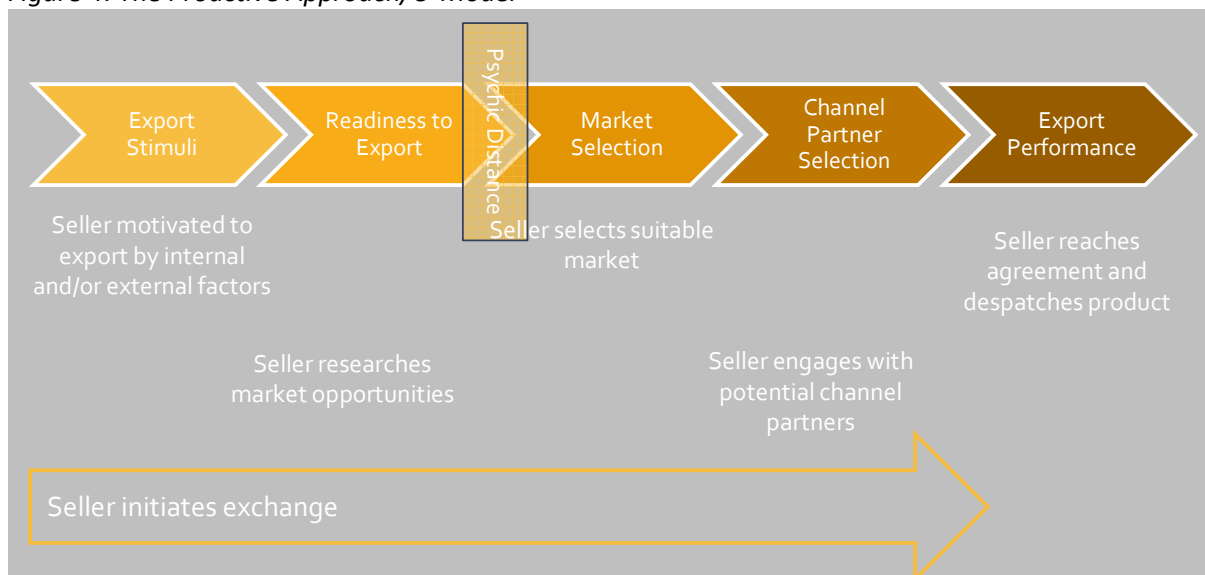 Export
Stimuli
Readiness to
Export
Psychic Distance
Market
Selection
Channel
Partner
Selection
Export
Performance
Seller motivated to
export by internal
and/or external factors
Seller researches
market opportunities
Seller selects suitable
market
Seller engages with
potential channel
partners
Seller reaches
agreement and
despatches product
Seller initiates exchange